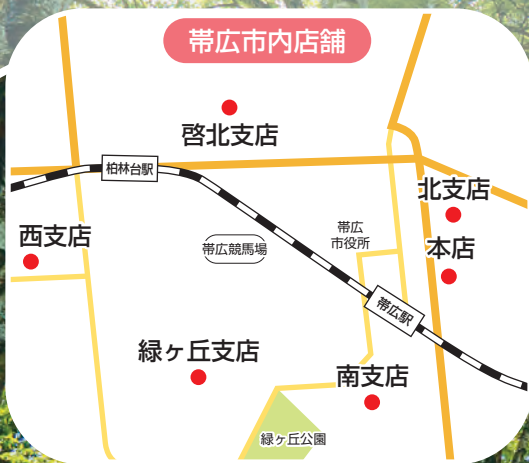 帯広市内店舗
啓北支店
柏林台駅
北支店
西支店
帯広
市役所
帯広競馬場
本店
帯広駅
緑ヶ丘支店
南支店
緑ヶ丘公園